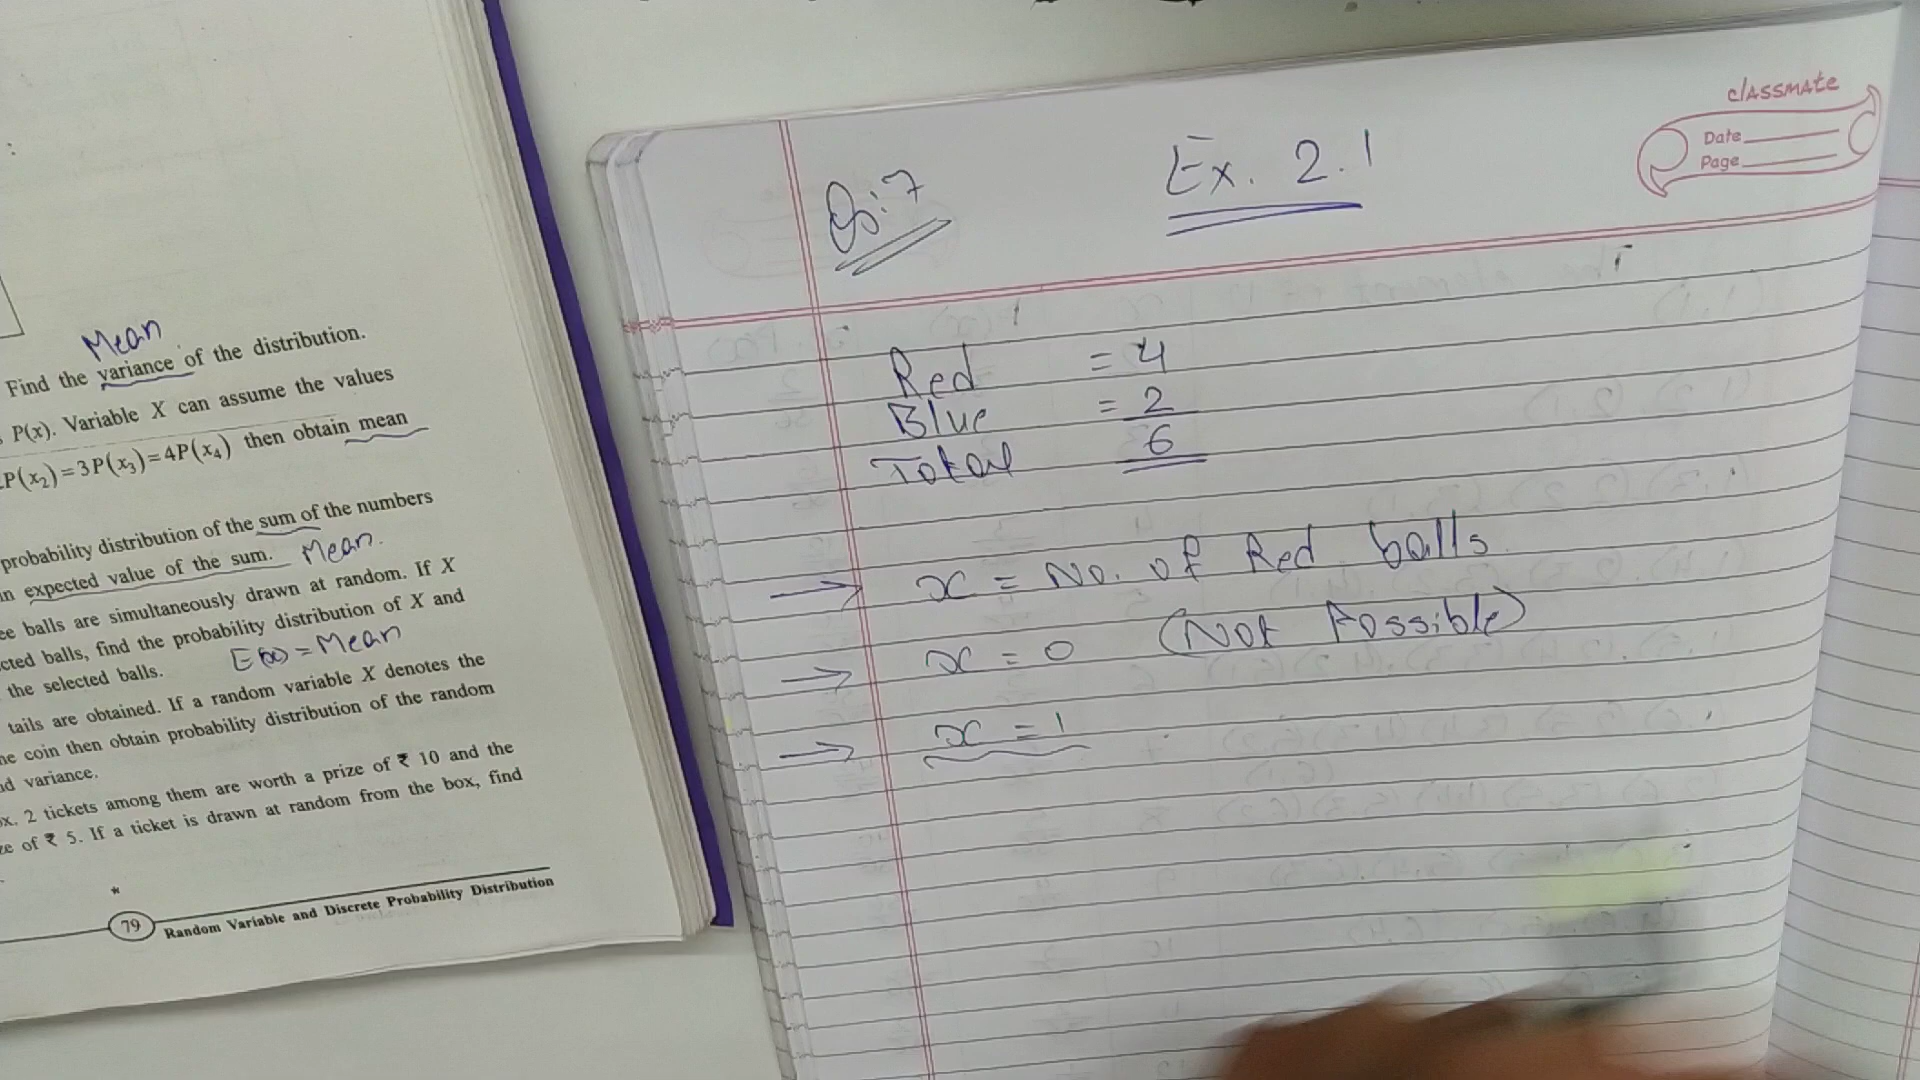 Mean
Find the variance of the distribution.
P(x). Variable X can assume the values
P(x₂)=3P(x₃)=4P(x₄) then obtain mean
probability distribution of the sum of the numbers
expected value of the sum. Mean.
balls are simultaneously drawn at random. If X
balls, find the probability distribution of X and
the selected balls. E(x) = Mean
tails are obtained. If a random variable X denotes the
coin then obtain probability distribution of the random
variance.
2 tickets among them are worth a prize of ₹ 10 and the
of ₹ 5. If a ticket is drawn at random from the box, find
*
79 Random Variable and Discrete Probability Distribution
classmate
Date
Page
Qs:7 Ex. 2.1
Red = 4
Blue = 2
Total 6
→ x = No. of Red balls
→ x = 0 (Not Possible)
→ x = 1